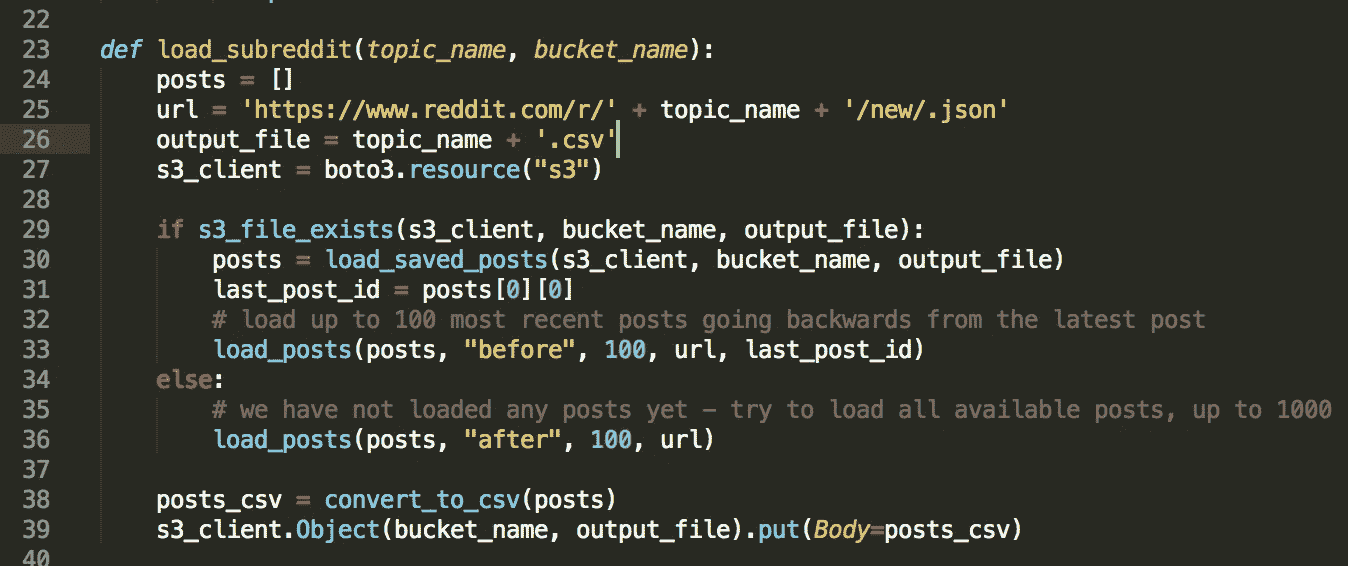 22
23 def load_subreddit(topic_name, bucket_name):
24     posts = []
25     url = 'https://www.reddit.com/r/' + topic_name + '/new/.json'
26     output_file = topic_name + '.csv'
27     s3_client = boto3.resource("s3")
28
29     if s3_file_exists(s3_client, bucket_name, output_file):
30         posts = load_saved_posts(s3_client, bucket_name, output_file)
31         last_post_id = posts[0][0]
32         # load up to 100 most recent posts going backwards from the latest post
33         load_posts(posts, "before", 100, url, last_post_id)
34     else:
35         # we have not loaded any posts yet – try to load all available posts, up to 1000
36         load_posts(posts, "after", 100, url)
37
38     posts_csv = convert_to_csv(posts)
39     s3_client.Object(bucket_name, output_file).put(Body=posts_csv)
40